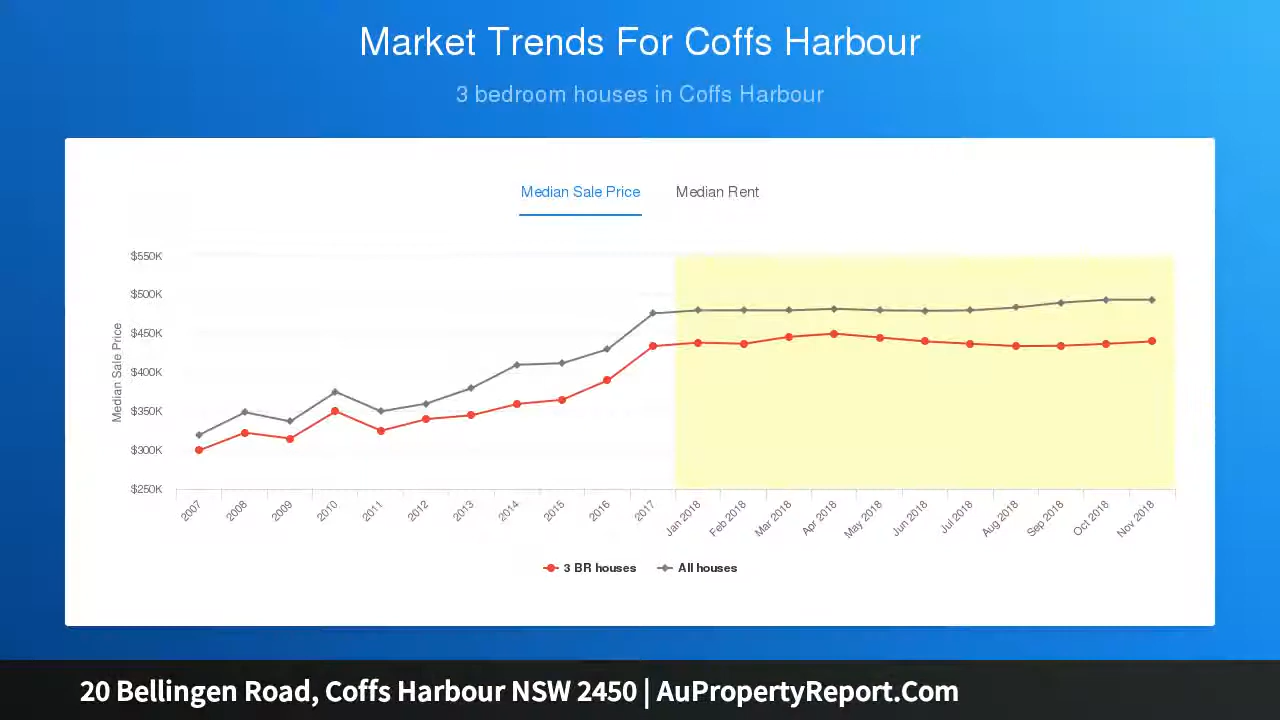 Market Trends For Coffs Harbour
3 bedroom houses in Coffs Harbour
Median Sale Price Median Rent
$550K
$500K
$450K
$400K
$350K
$300K
$250K
Median Sale Price
2007 2008 2009 2010 2011 2012 2013 2014 2015 2016 2017 Jan 2018 Feb 2018 Mar 2018 Apr 2018 May 2018 Jun 2018 Jul 2018 Aug 2018 Sep 2018 Oct 2018 Nov 2018
3 BR houses All houses
20 Bellingen Road, Coffs Harbour NSW 2450 | AuPropertyReport.Com